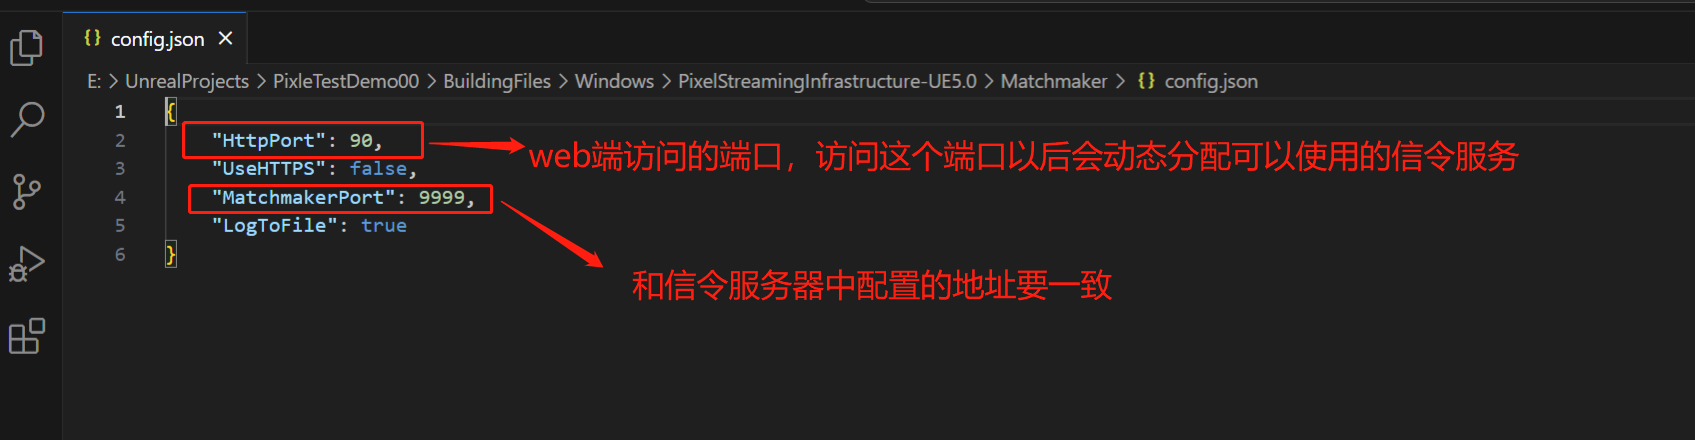 {} config.json ×
E: > UnrealProjects > PixleTestDemo00 > BuildingFiles > Windows > PixelStreamingInfrastructure-UE5.0 > Matchmaker > {} config.json
1 {
2 "HttpPort": 90,
web端访问的端口，访问这个端口以后会动态分配可以使用的信令服务
3 "UseHTTPS": false,
4 "MatchmakerPort": 9999,
5 "LogToFile": true
6 }
和信令服务器中配置的地址要一致